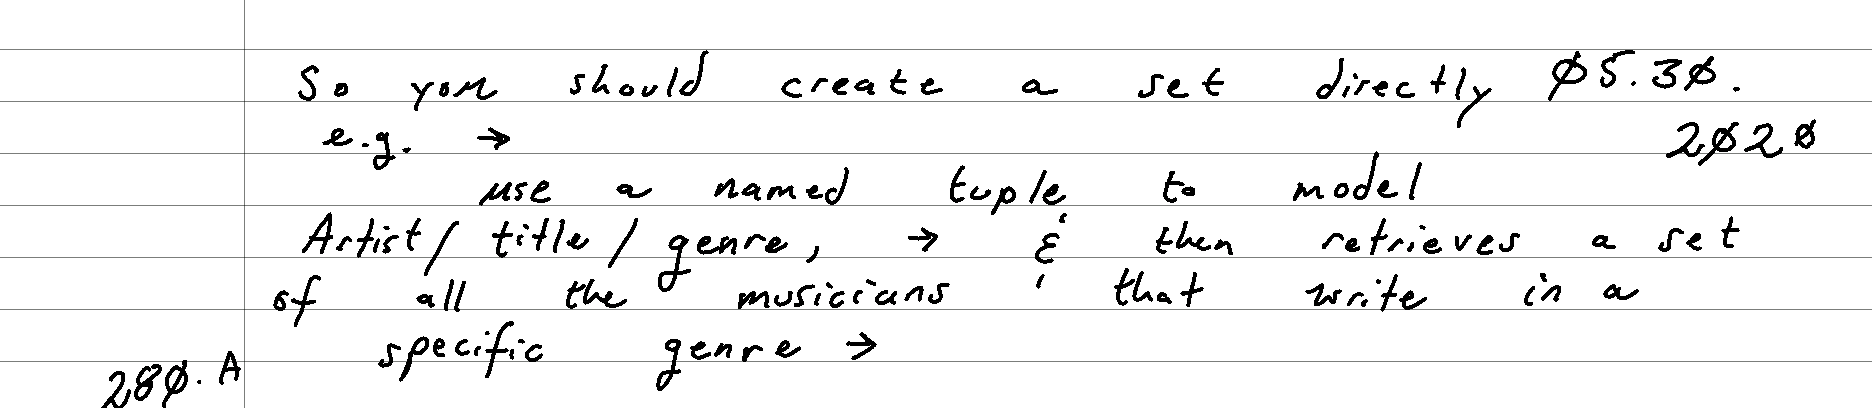 So you should create a set directly Ø5.3Ø.
e.g. → 2Ø2Ø
use a named tuple to model
Artist/ title/ genre, → & then retrieves a set
of all the musicians that write in a
specific genre →
28Ø. A